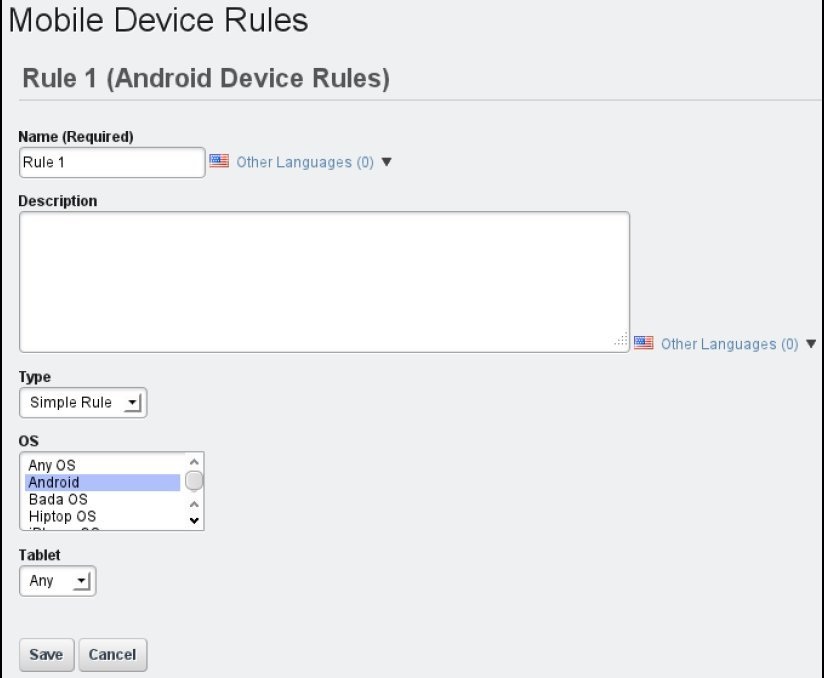 Mobile Device Rules
Rule 1 (Android Device Rules)
Name (Required)
Rule 1 Other Languages (0)
Description
Other Languages (0)
Type
Simple Rule
OS
Any OS
Android
Bada OS
Hiptop OS
Tablet
Any
Save Cancel